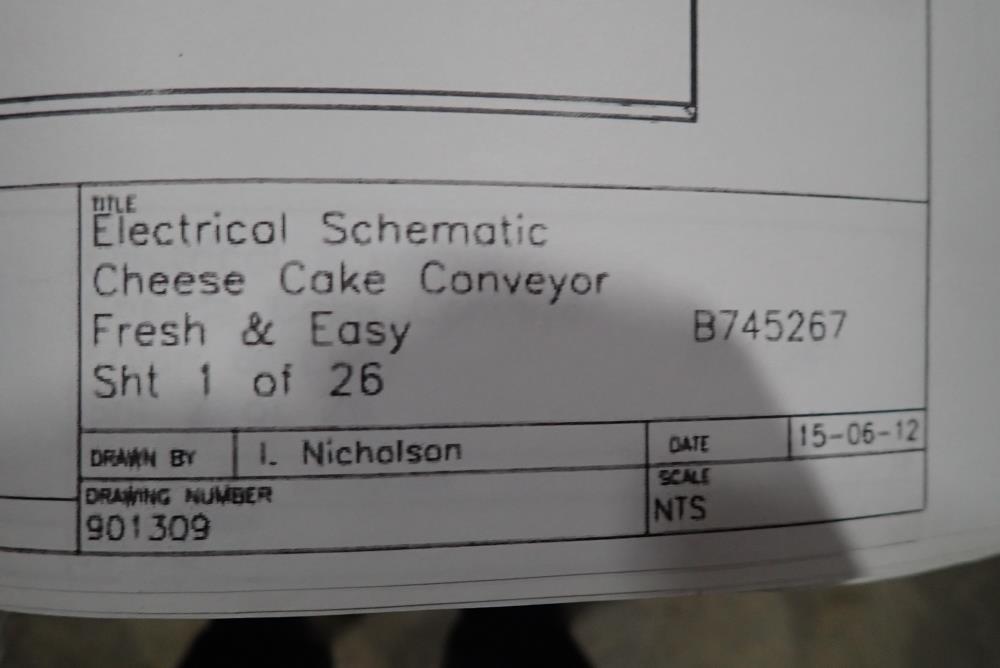 TITLE
Electrical Schematic
Cheese Cake Conveyor
Fresh & Easy B745267
Sht 1 of 26
DRAWN BY I. Nicholson DATE 15-06-12
DRAWING NUMBER SCALE
901309 NTS